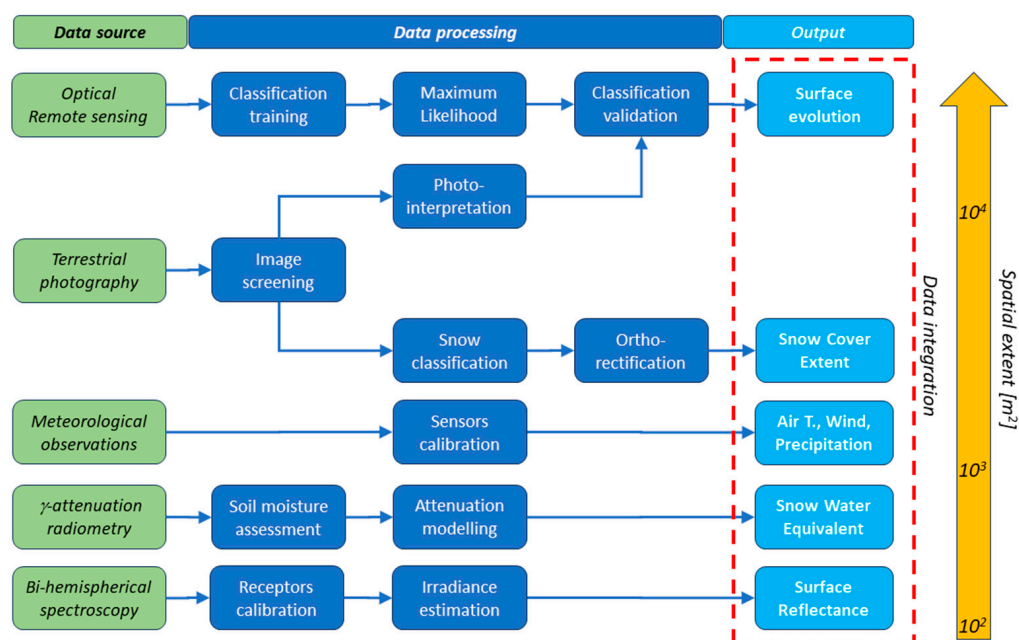 Data source
Data processing
Output
Optical
Remote sensing
Classification
training
Maximum
Likelihood
Classification
validation
Surface
evolution
Photo-
interpretation
10⁴
Terrestrial
photography
Image
screening
Snow
classification
Ortho-
rectification
Snow Cover
Extent
Data integration
Spatial extent [m²]
Meteorological
observations
Sensors
calibration
Air T., Wind,
Precipitation
10³
γ-attenuation
radiometry
Soil moisture
assessment
Attenuation
modelling
Snow Water
Equivalent
Bi-hemispherical
spectroscopy
Receptors
calibration
Irradiance
estimation
Surface
Reflectance
10²